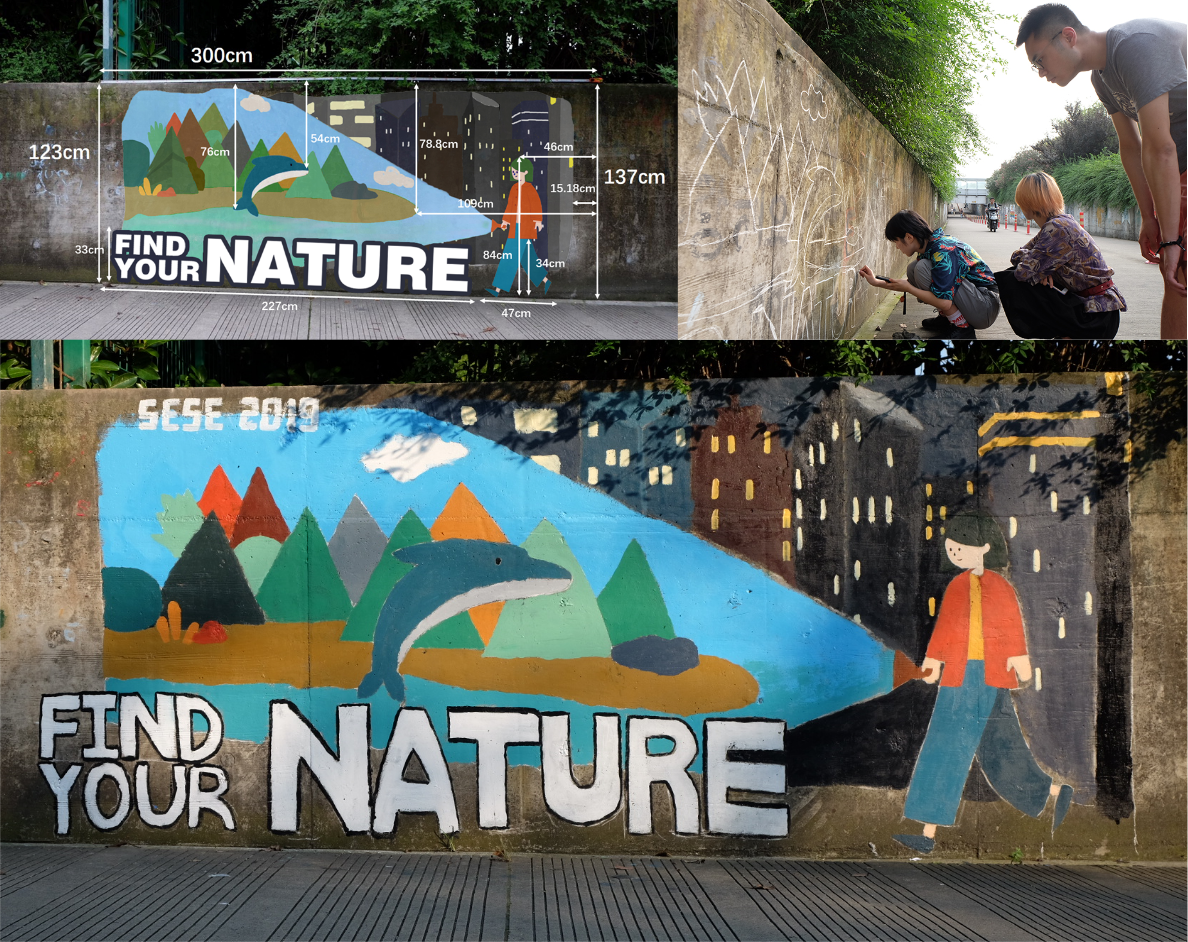 300cm
123cm
76cm
54cm
78.8cm
46cm
137cm
15.18cm
109cm
33cm
84cm
34cm
FIND
YOUR
NATURE
227cm
47cm
SESE 2019
FIND
YOUR
NATURE